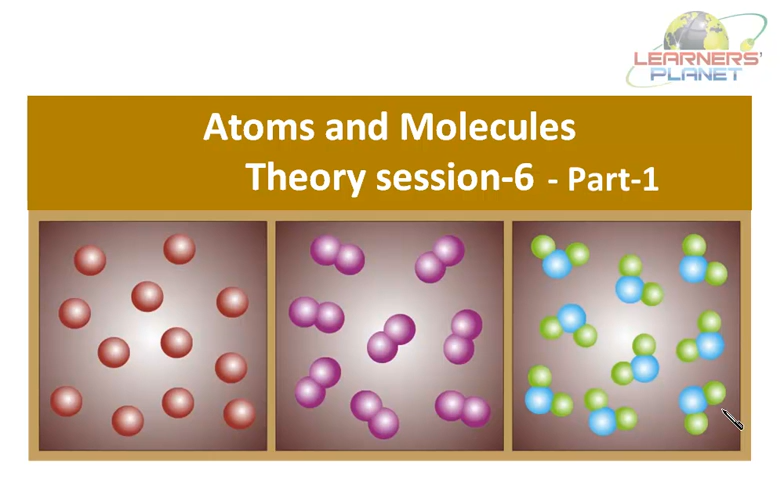 LEARNERS'
PLANET
Atoms and Molecules
Theory session-6 - Part-1